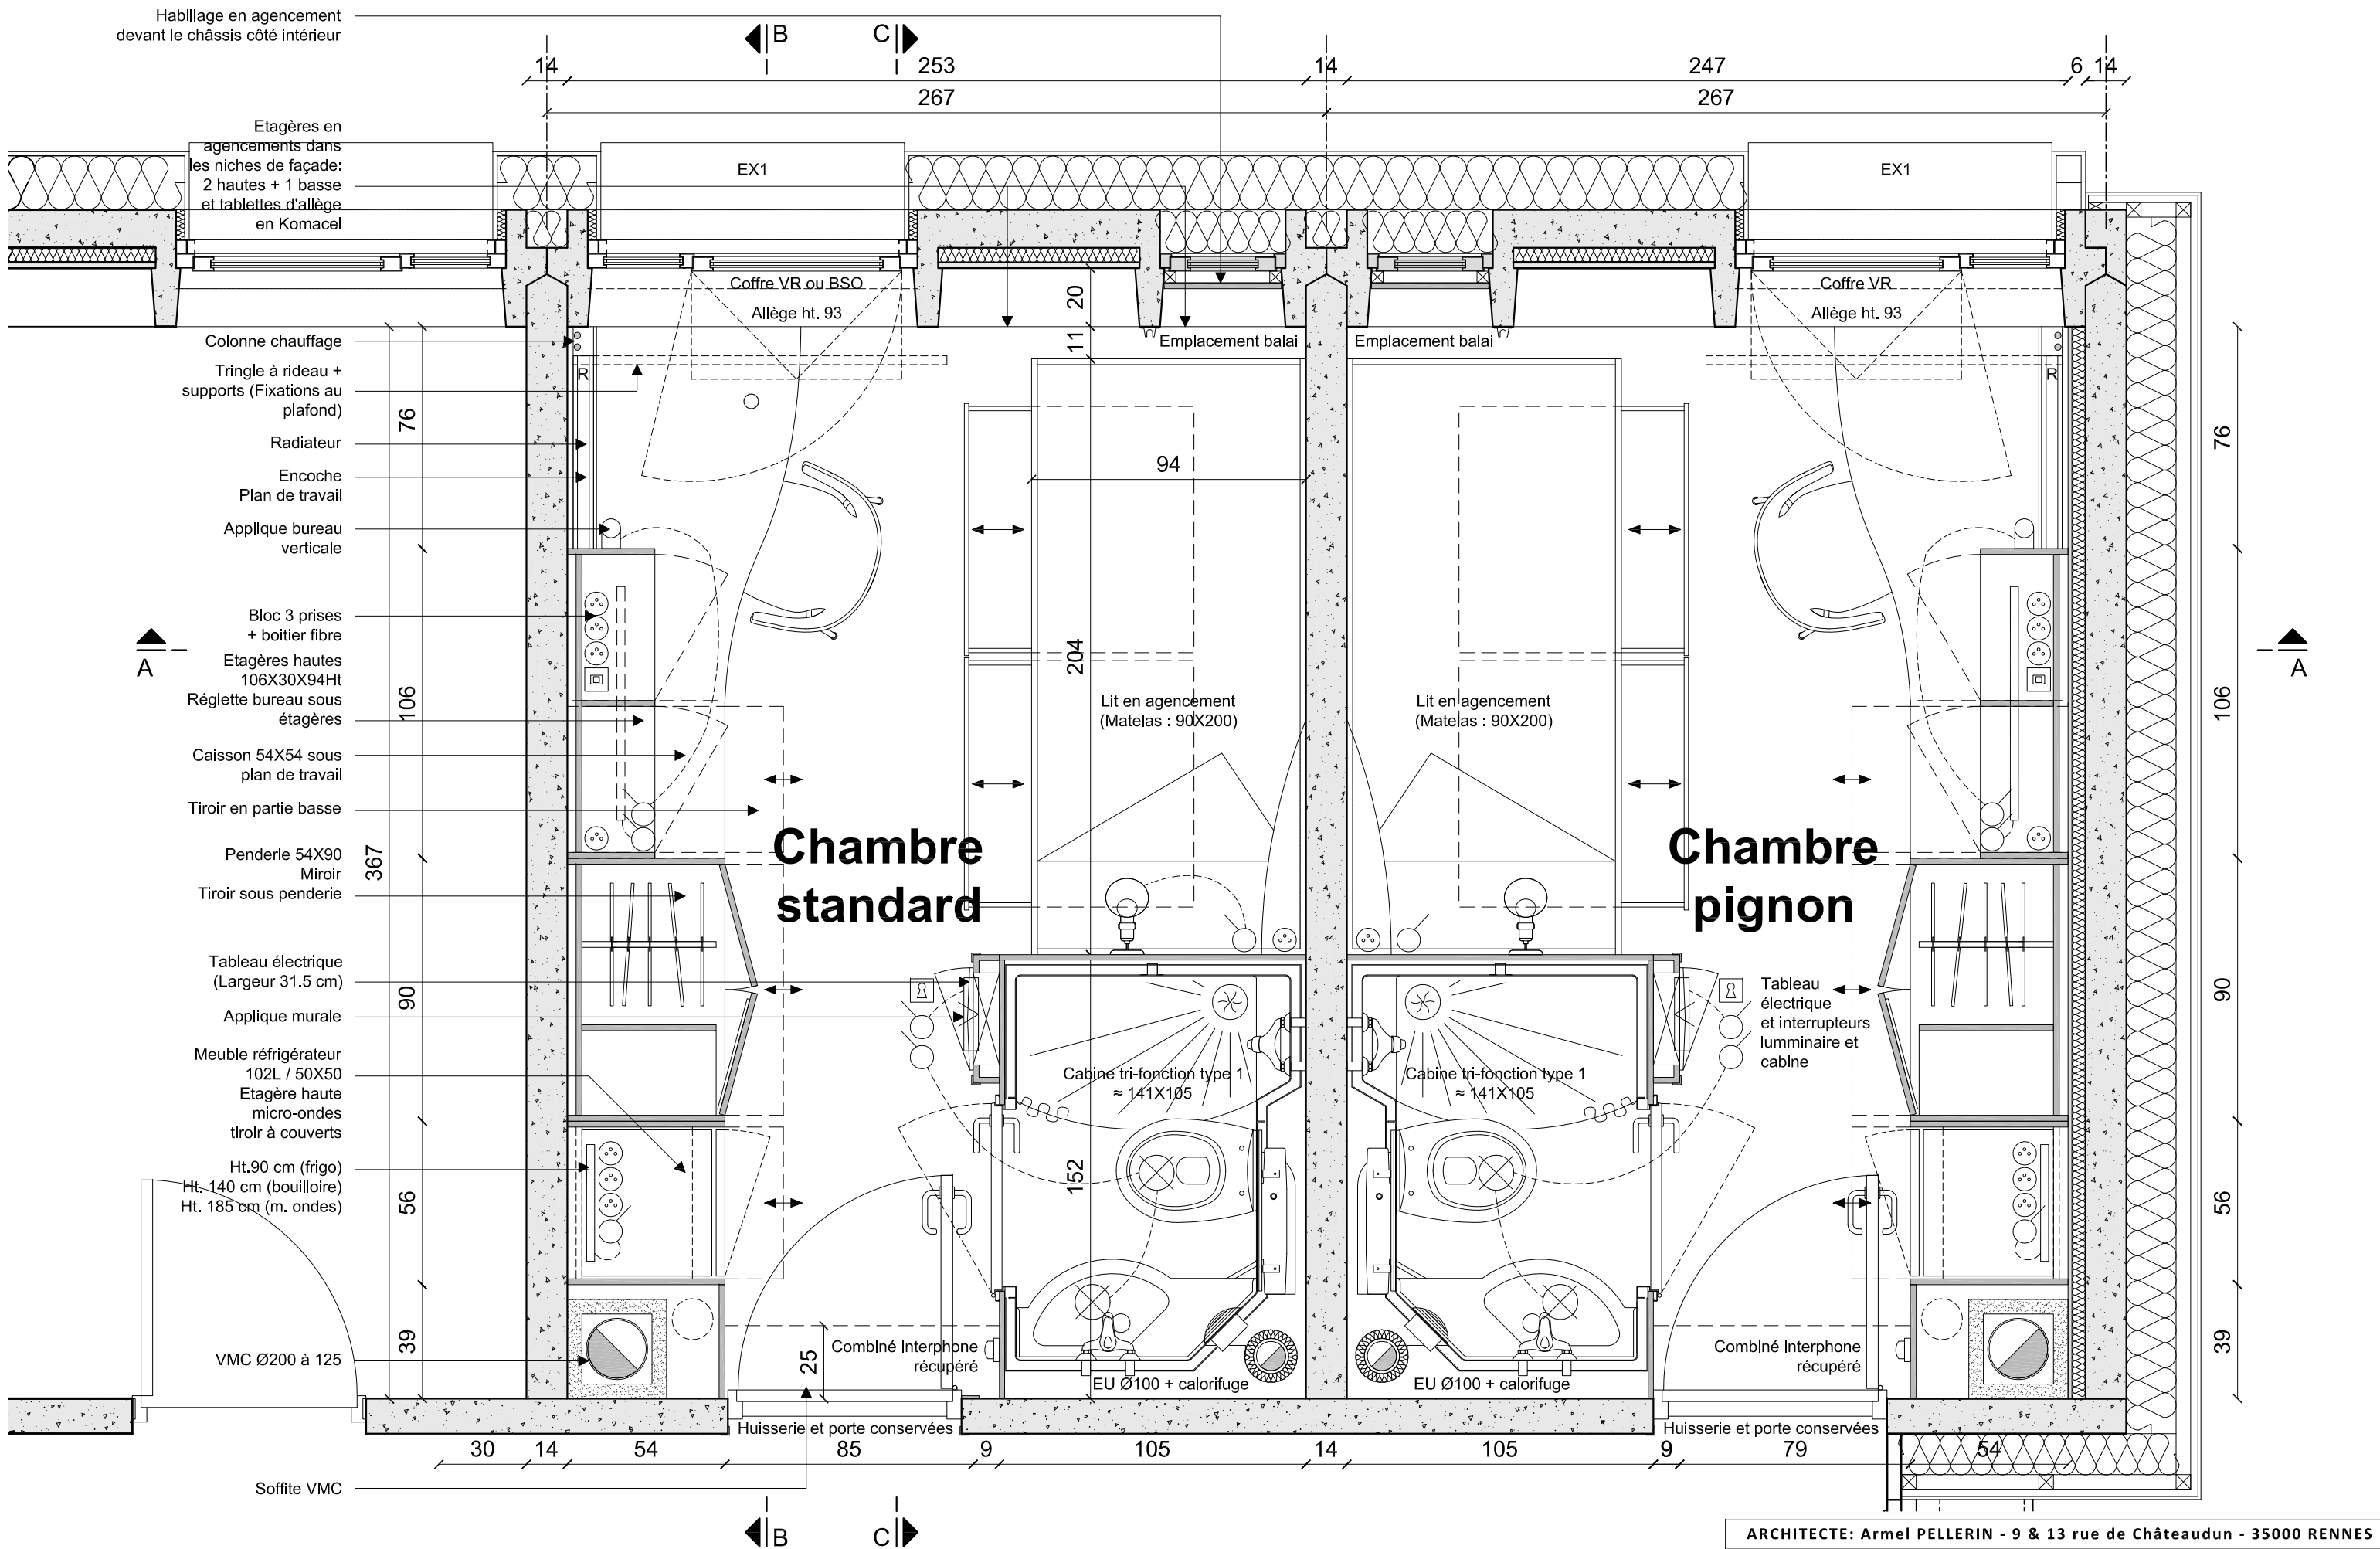 Habillage en agencement
devant le châssis côté intérieur
B
C
14
253
14
247
6
14
267
267
Etagères en
agencements dans
les niches de façade:
2 hautes + 1 basse
et tablettes d'allège
en Komacel
EX1
EX1
Coffre VR ou BSO
Allège ht. 93
Coffre VR
Allège ht. 93
20
11
Emplacement balai
Emplacement balai
Colonne chauffage
Tringle à rideau +
supports (Fixations au
plafond)
Radiateur
Encoche
Plan de travail
Applique bureau
verticale
Bloc 3 prises
+ boitier fibre
Etagères hautes
106X30X94Ht
Réglette bureau sous
étagères
Caisson 54X54 sous
plan de travail
Tiroir en partie basse
Penderie 54X90
Miroir
Tiroir sous penderie
Tableau électrique
(Largeur 31.5 cm)
Applique murale
Meuble réfrigérateur
102L / 50X50
Etagère haute
micro-ondes
tiroir à couverts
Ht.90 cm (frigo)
Ht. 140 cm (bouilloire)
Ht. 185 cm (m. ondes)
VMC Ø200 à 125
Soffite VMC
R
R
A
A
367
76
106
90
56
39
94
204
152
25
Lit en agencement
(Matelas : 90X200)
Lit en agencement
(Matelas : 90X200)
Chambre
standard
Chambre
pignon
Tableau
électrique
et interrupteurs
lumminaire et
cabine
Cabine tri-fonction type 1
≈ 141X105
Cabine tri-fonction type 1
≈ 141X105
Combiné interphone
récupéré
Combiné interphone
récupéré
EU Ø100 + calorifuge
EU Ø100 + calorifuge
Huisserie et porte conservées
Huisserie et porte conservées
76
106
90
56
39
30
14
54
85
9
105
14
105
9
79
54
B
C
ARCHITECTE: Armel PELLERIN - 9 & 13 rue de Châteaudun - 35000 RENNES